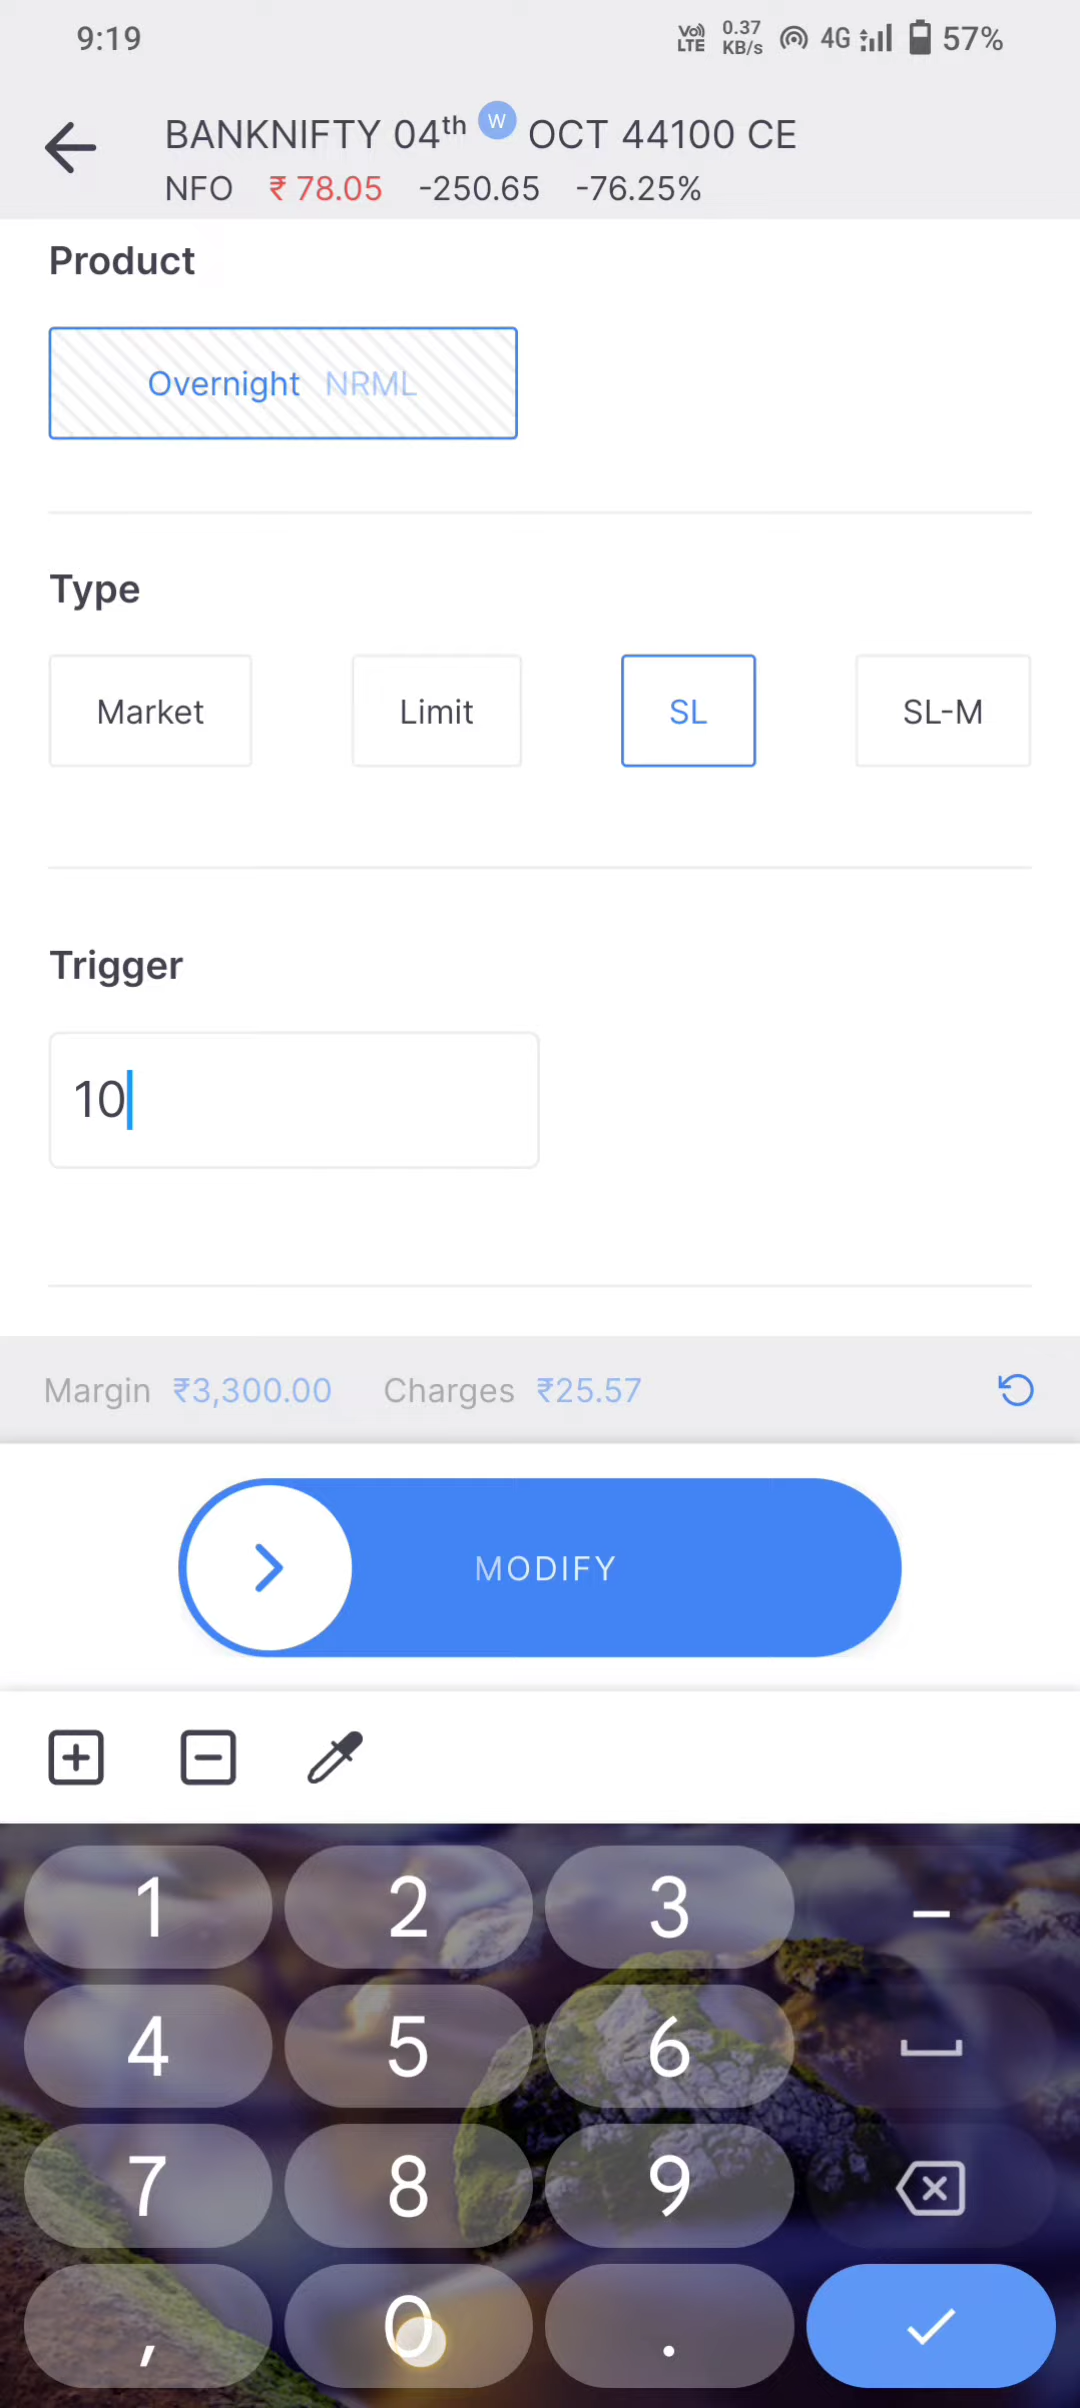 9:19 Vo) LTE 0.37 KB/s 4G 57%
BANKNIFTY 04th W OCT 44100 CE
NFO ₹ 78.05 -250.65 -76.25%
Product
Overnight NRML
Type
Market Limit SL SL-M
Trigger
10
Margin ₹3,300.00 Charges ₹25.57
MODIFY
1 2 3 –
4 5 6
7 8 9
, 0 .